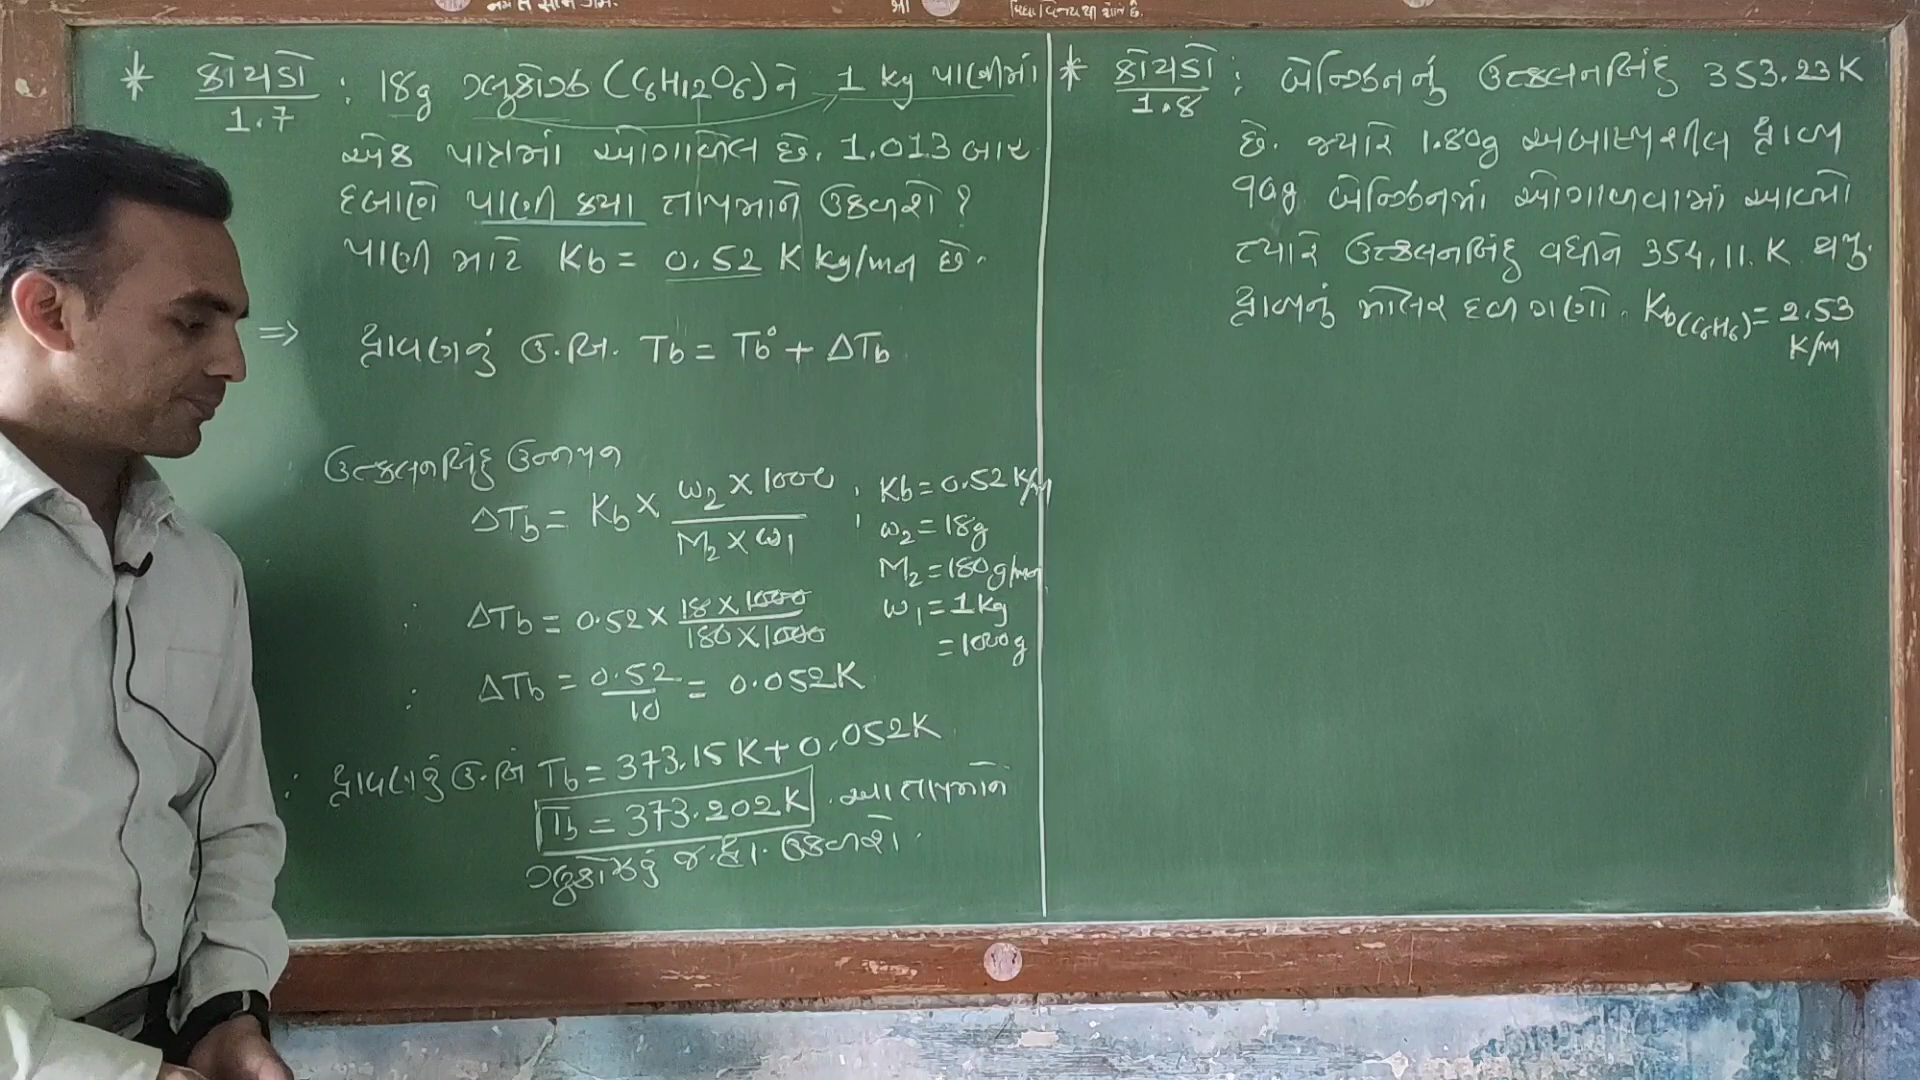 * કોયડો 1.7 : 18g ગ્લુકોઝ (C6H12O6) ને 1 kg પાણીમાં
એક પાત્રમાં ઓગાળેલ છે. 1.013 બાર
દબાણે પાણી કયા તાપમાને ઉકળશે ?
પાણી માટે Kb = 0.52 K kg/mol છે.
⇒ દ્રાવણનું ઉ.બિ. Tb = Tb° + ΔTb
ઉત્કલનબિંદુ ઉન્નયન
ΔTb = Kb × w2 × 1000 / M2 × w1
Kb = 0.52 K/m
w2 = 18g
M2 = 180 g/mol
w1 = 1 kg
= 1000g
∴ ΔTb = 0.52 × 18 × 1000 / 180 × 1000
∴ ΔTb = 0.52 / 10 = 0.052 K
∴ દ્રાવણનું ઉ.બિં Tb = 373.15 K + 0.052 K
Tb = 373.202 K . આ તાપમાને
ગ્લુકોઝનું જ.દ્રા. ઉકળશે.
* કોયડો 1.8 : બેન્ઝિનનું ઉત્કલનબિંદુ 353.23 K
છે. જ્યારે 1.80g અબાષ્પશીલ દ્રાવ્ય
90g બેન્ઝિનમાં ઓગાળવામાં આવ્યો
ત્યારે ઉત્કલનબિંદુ વધીને 354.11 K થયુ.
દ્રાવ્યનું મોલર દળ ગણો. Kb(C6H6) = 2.53
K/m